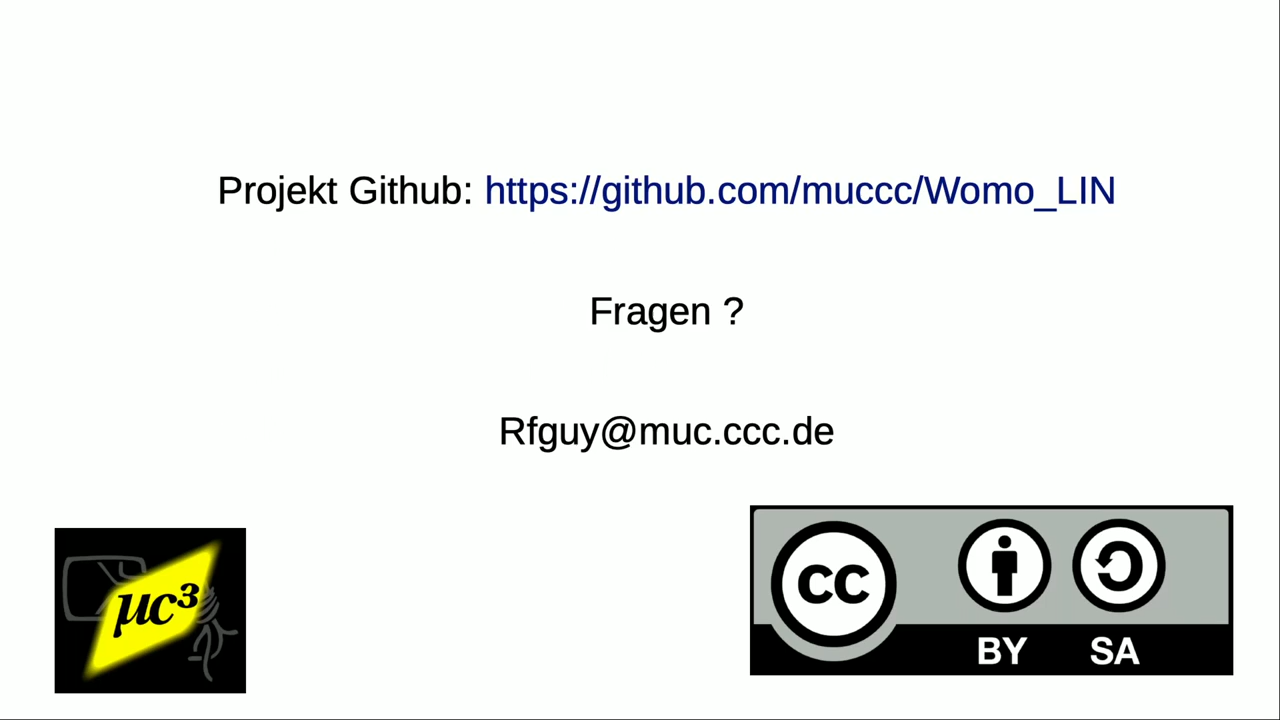 Projekt Github: https://github.com/muccc/Womo_LIN
Fragen ?
Rfguy@muc.ccc.de
µc³
cc
BY SA